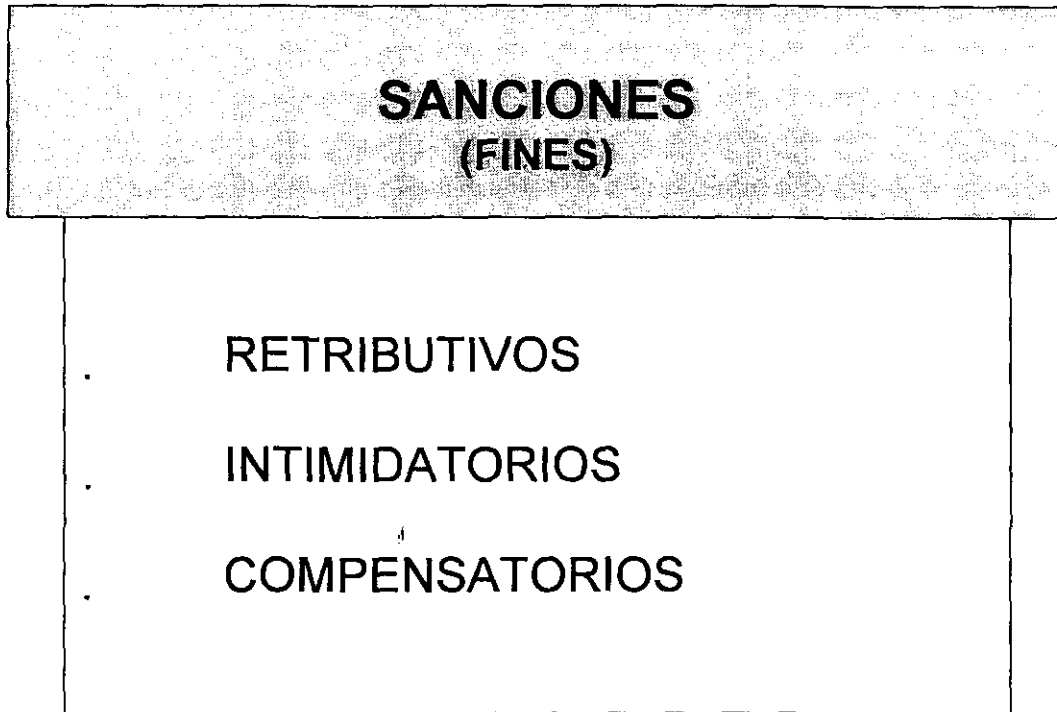 SANCIONES
(FINES)
RETRIBUTIVOS
INTIMIDATORIOS
COMPENSATORIOS